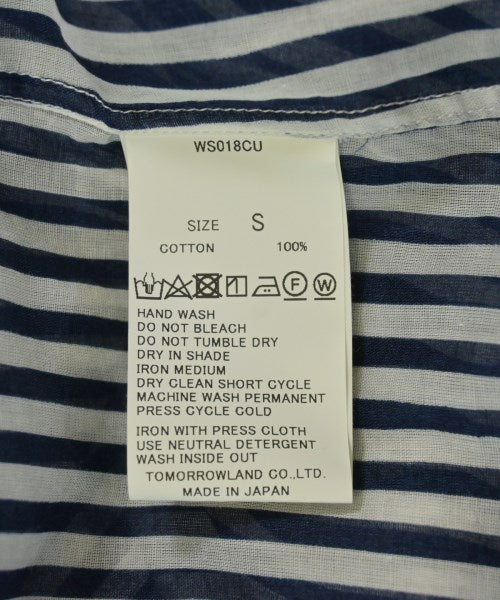 WS018CU
SIZE S
COTTON 100%
F W
HAND WASH
DO NOT BLEACH
DO NOT TUMBLE DRY
DRY IN SHADE
IRON MEDIUM
DRY CLEAN SHORT CYCLE
MACHINE WASH PERMANENT
PRESS CYCLE COLD
IRON WITH PRESS CLOTH
USE NEUTRAL DETERGENT
WASH INSIDE OUT
TOMORROWLAND CO.,LTD.
MADE IN JAPAN